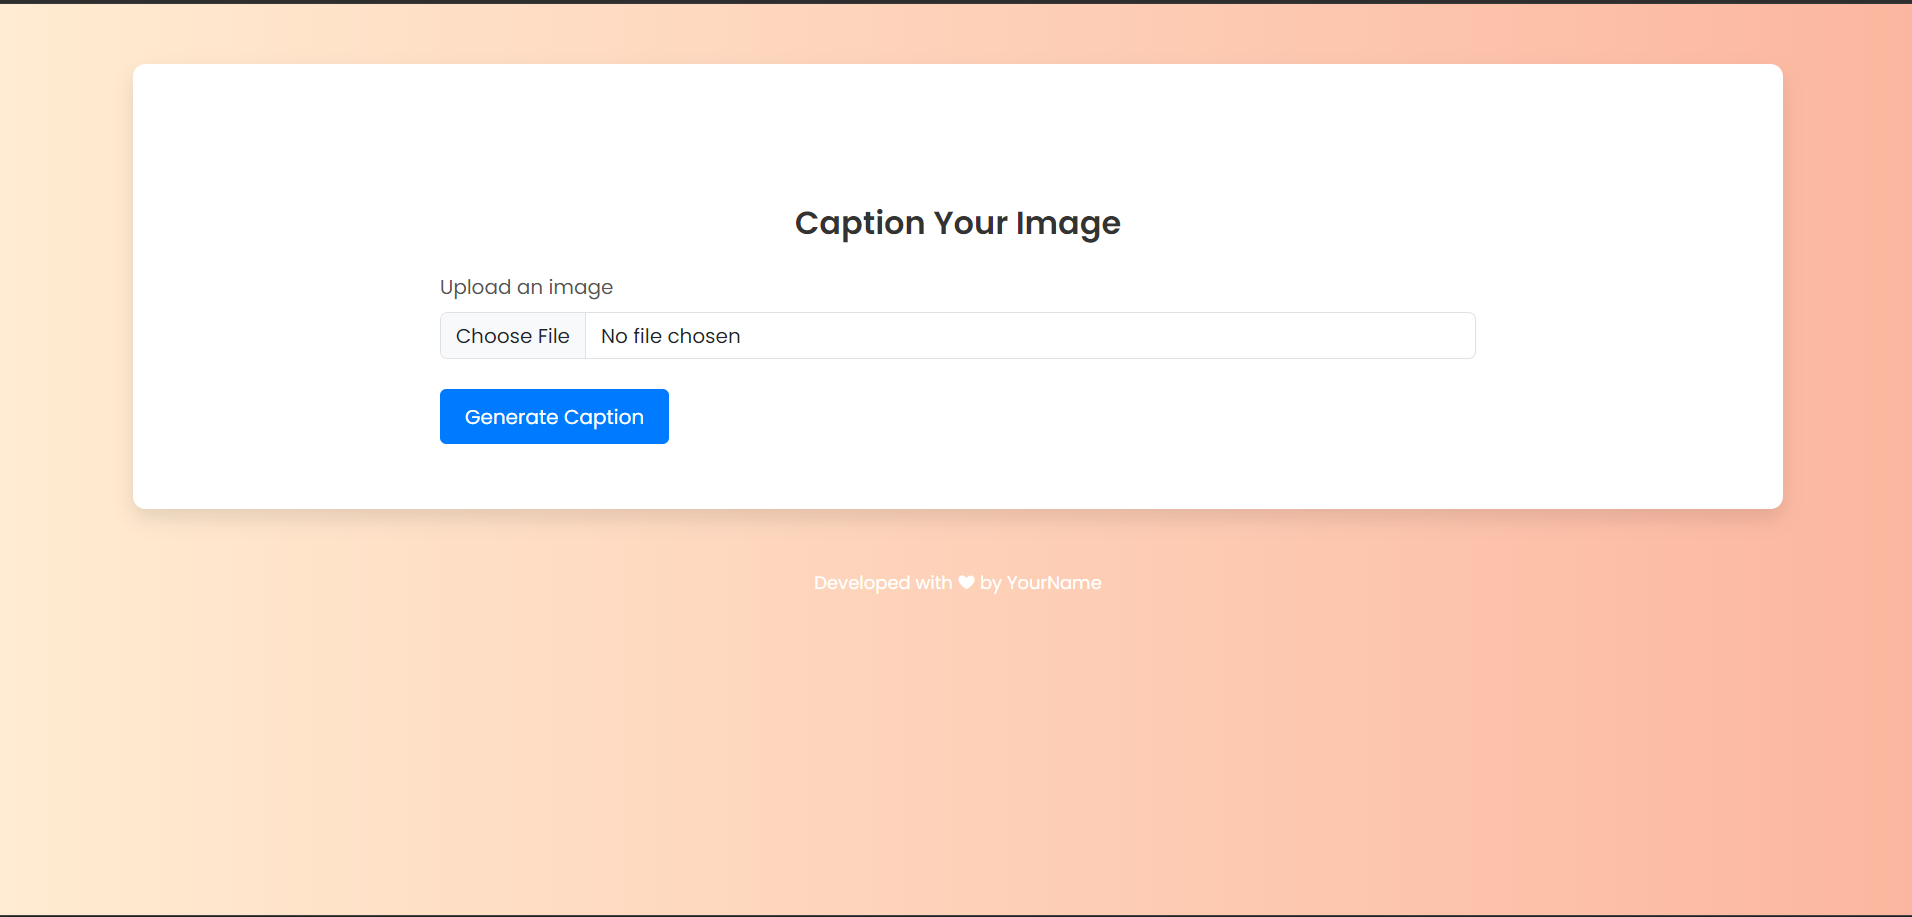 Caption Your Image
Upload an image
Choose File No file chosen
Generate Caption
Developed with ♥ by YourName